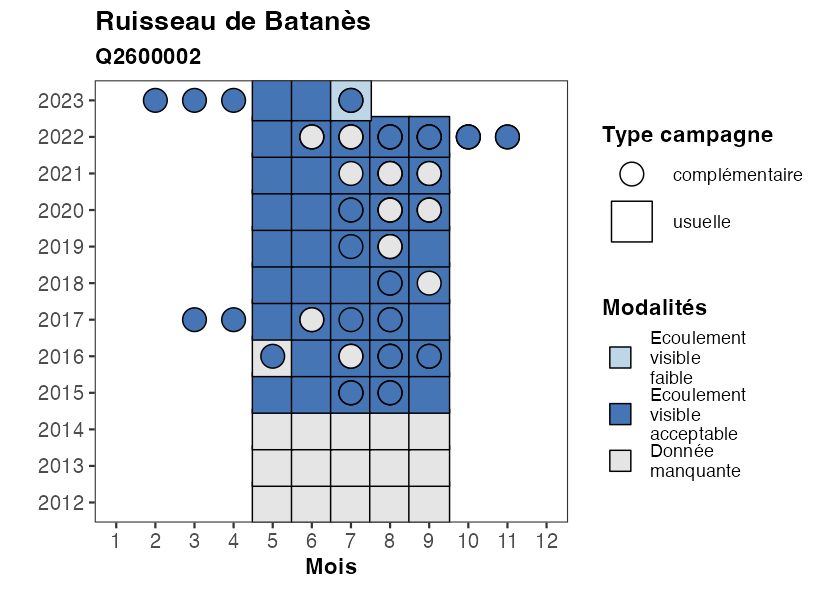 Ruisseau de Batanès
Q2600002
2023
2022
2021
2020
2019
2018
2017
2016
2015
2014
2013
2012
1 2 3 4 5 6 7 8 9 10 11 12
Mois
Type campagne
complémentaire
usuelle
Modalités
Ecoulement
visible
faible
Ecoulement
visible
acceptable
Donnée
manquante